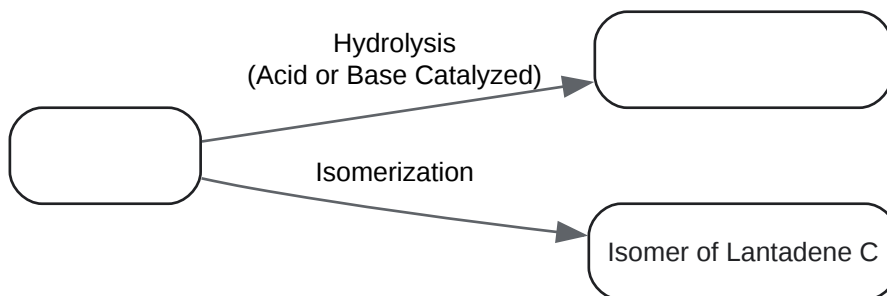 Hydrolysis
(Acid or Base Catalyzed)
Isomerization
Isomer of Lantadene C